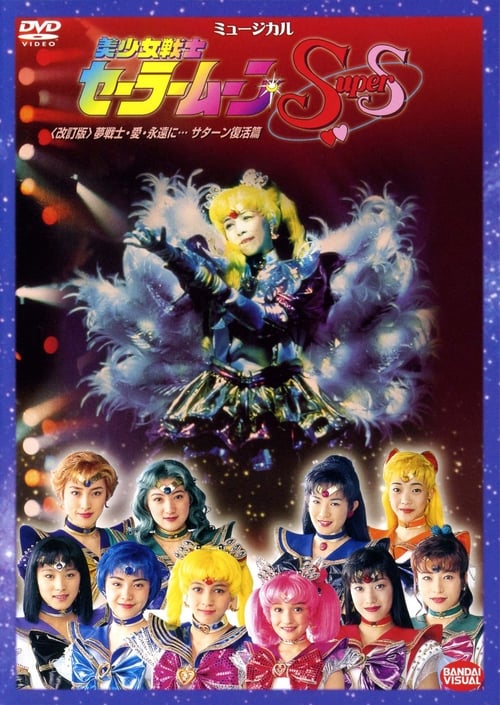 DVD
VIDEO
ミュージカル
美少女戦士
セーラームーン SuperS
〈改訂版〉夢戦士・愛・永遠に… サターン復活篇
BANDAI
VISUAL